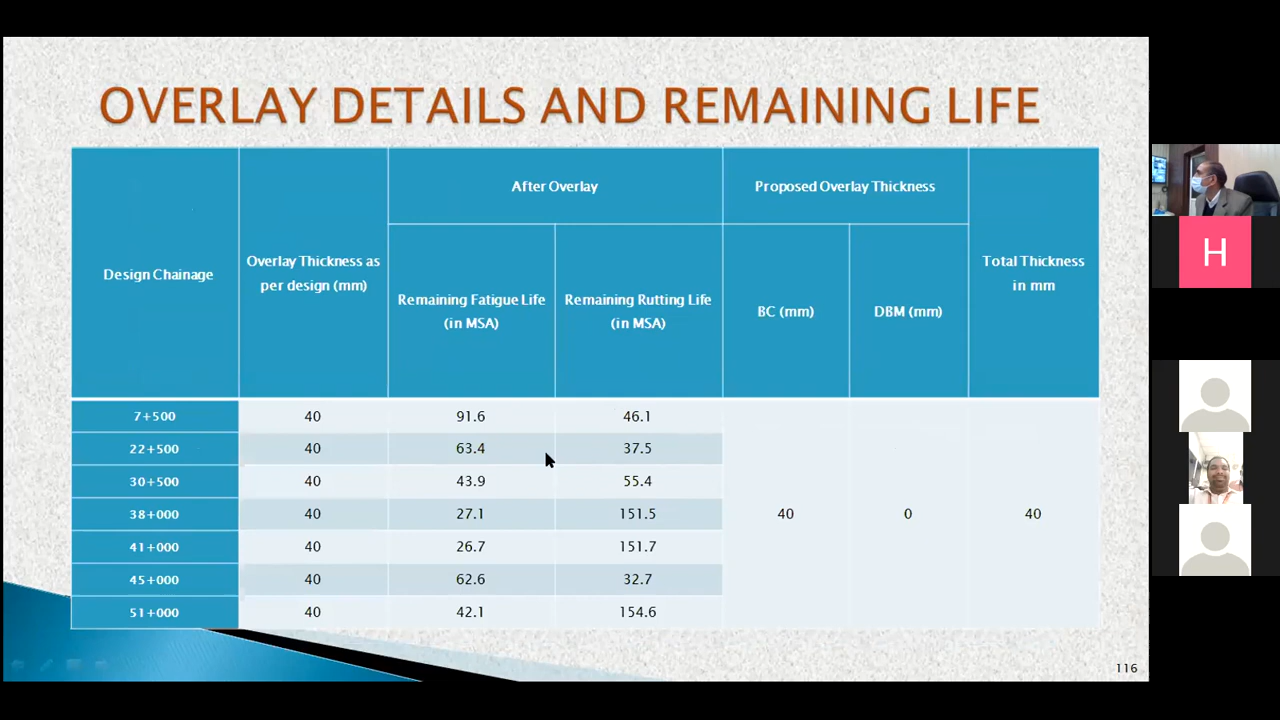 OVERLAY DETAILS AND REMAINING LIFE
Design Chainage
Overlay Thickness as
per design (mm)
After Overlay
Proposed Overlay Thickness
Total Thickness
in mm
Remaining Fatigue Life
(in MSA)
Remaining Rutting Life
(in MSA)
BC (mm)
DBM (mm)
7+500 40 91.6 46.1
22+500 40 63.4 37.5
30+500 40 43.9 55.4
38+000 40 27.1 151.5 40 0 40
41+000 40 26.7 151.7
45+000 40 62.6 32.7
51+000 40 42.1 154.6
116
H